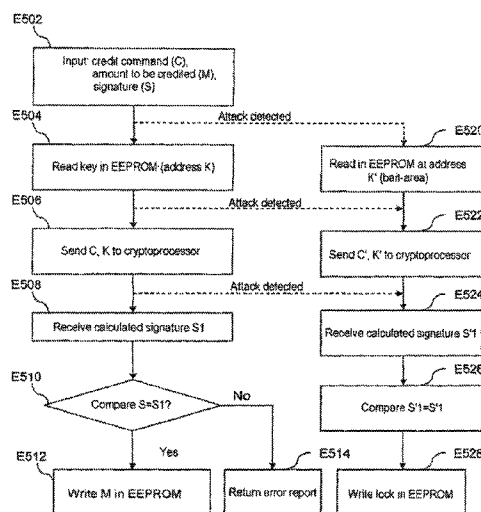 E502
Input: credit command (C),
amount to be credited (M),
signature (S)
E504
Attack detected
E520
Read key in EEPROM (address K)
Read in EEPROM at address
K' (bait-area)
E506
Attack detected
E522
Send C, K to cryptoprocessor
Send C', K' to cryptoprocessor
E508
Attack detected
E524
Receive calculated signature S1
Receive calculated signature S'1
E510
E526
Compare S=S1?
No
Compare S'1=S'1
E512
Yes
E514
E528
Write M in EEPROM
Return error report
Write lock in EEPROM